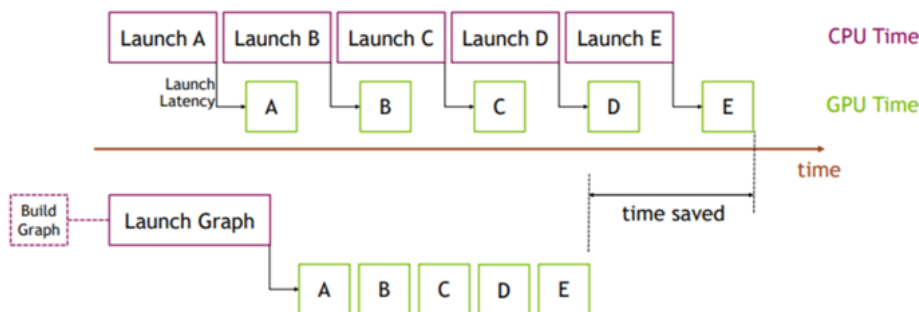 Launch A Launch B Launch C Launch D Launch E CPU Time
Launch
Latency
A B C D E GPU Time
time
Build
Graph
Launch Graph
time saved
A B C D E